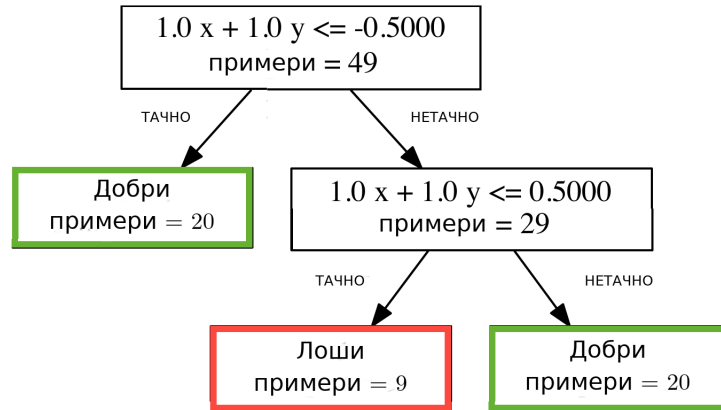 1.0 x + 1.0 y <= -0.5000
примери = 49
ТАЧНО
НЕТАЧНО
Добри
примери = 20
1.0 x + 1.0 y <= 0.5000
примери = 29
ТАЧНО
НЕТАЧНО
Лоши
примери = 9
Добри
примери = 20